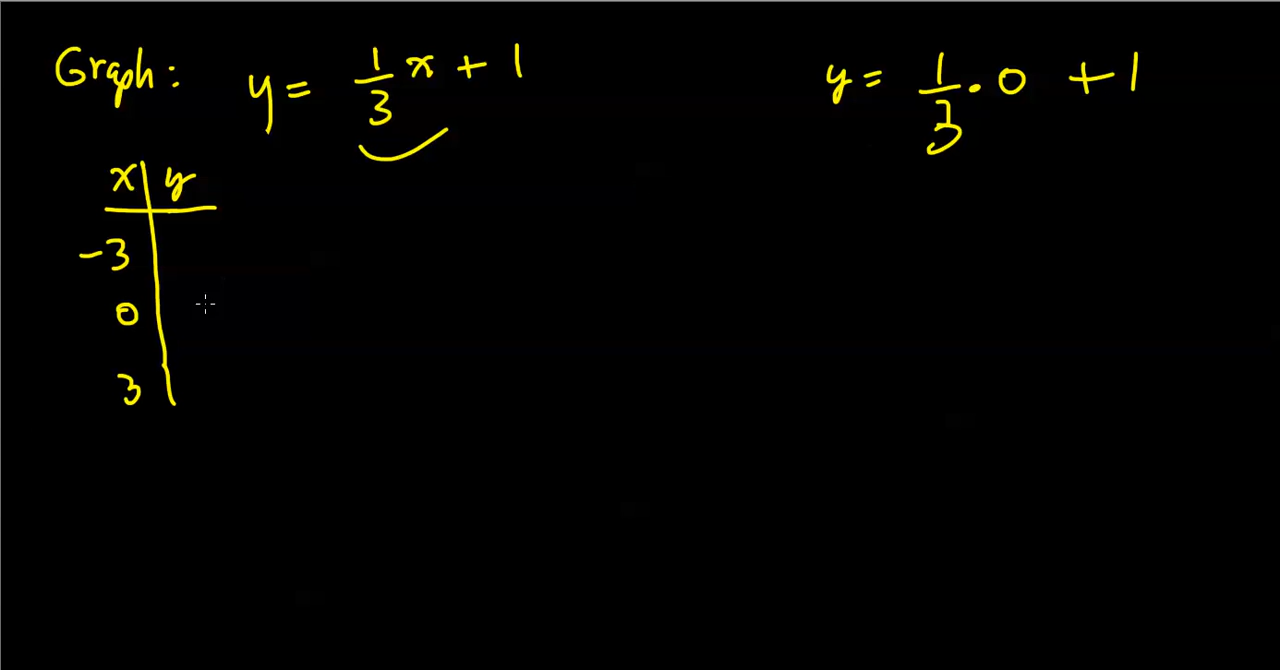 Graph: y = 1/3 x + 1
y = 1/3 · 0 + 1
x | y
-3
0
3